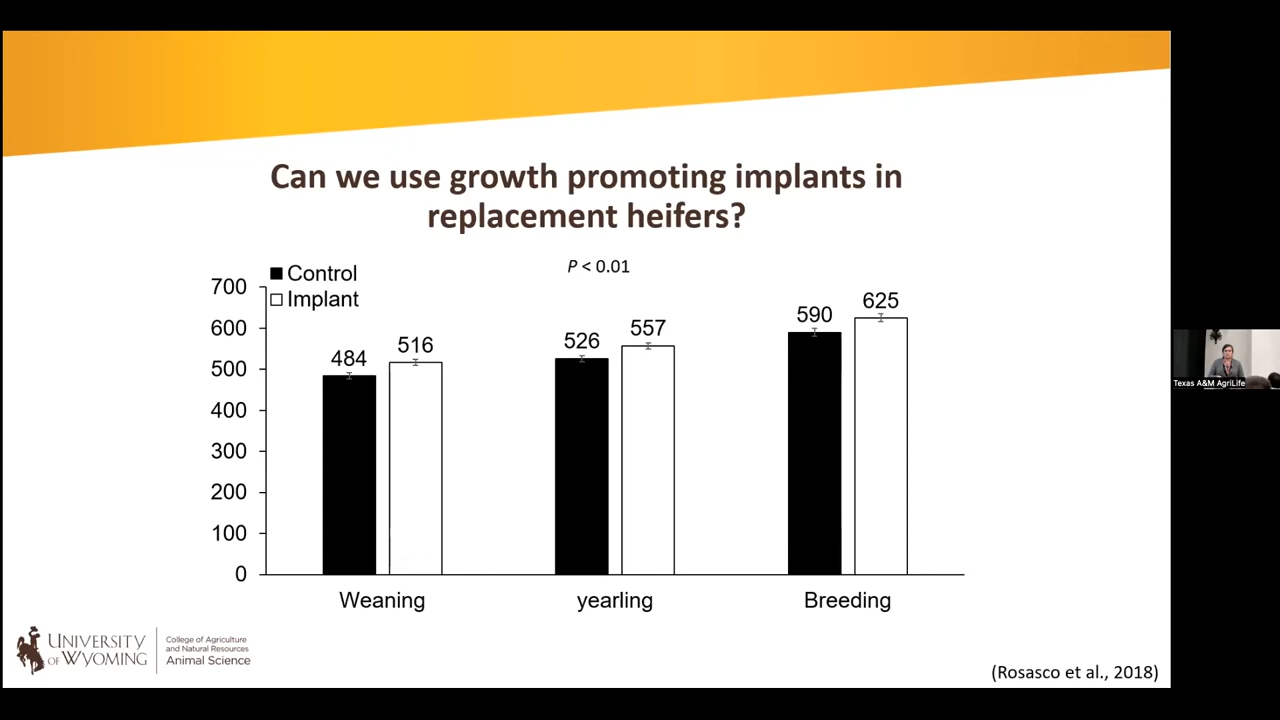 Can we use growth promoting implants in
replacement heifers?
P < 0.01
Control
Implant
700
600
500
400
300
200
100
0
484
516
526
557
590
625
Weaning
yearling
Breeding
UNIVERSITY
OF WYOMING
College of Agriculture
and Natural Resources
Animal Science
(Rosasco et al., 2018)
Texas A&M AgriLife